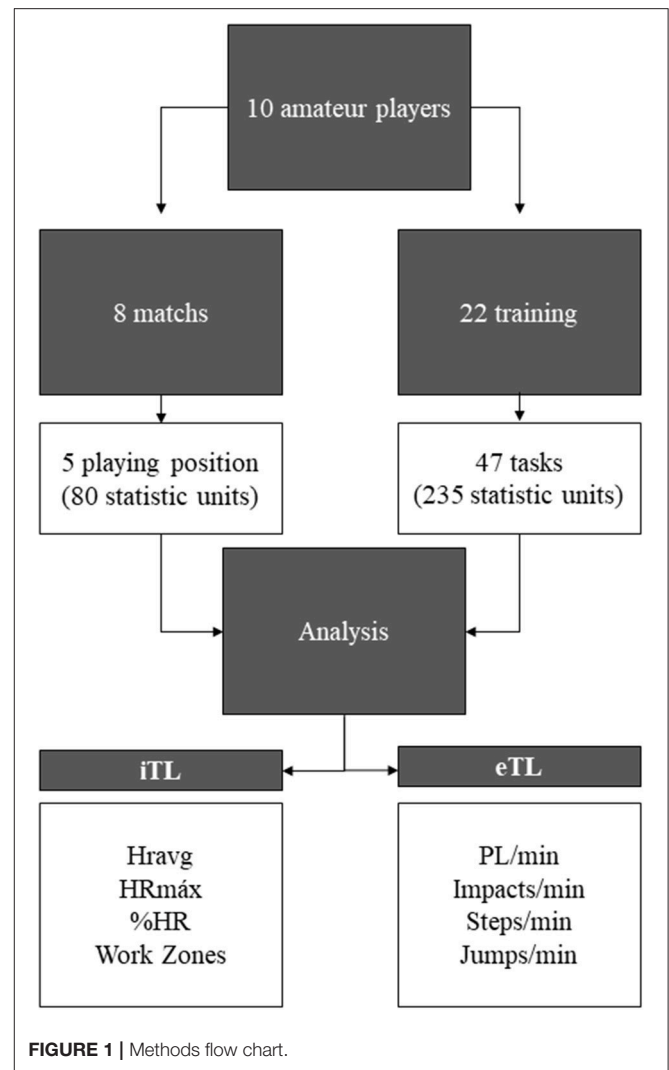 10 amateur players
8 matchs
22 training
5 playing position
(80 statistic units)
47 tasks
(235 statistic units)
Analysis
iTL
eTL
Hravg
HRmáx
%HR
Work Zones
PL/min
Impacts/min
Steps/min
Jumps/min
FIGURE 1 | Methods flow chart.